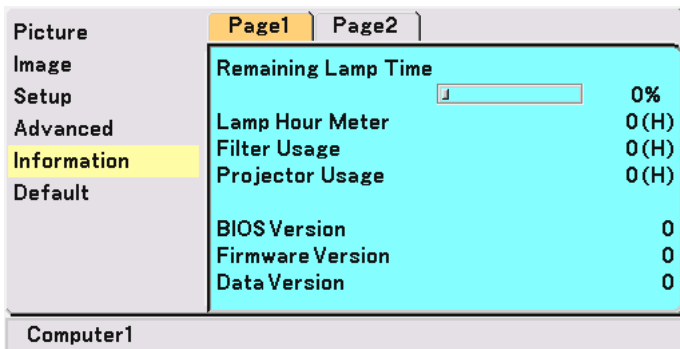 Picture
Image
Setup
Advanced
Information
Default
Page1 Page2
Remaining Lamp Time
0%
Lamp Hour Meter 0(H)
Filter Usage 0(H)
Projector Usage 0(H)
BIOS Version 0
Firmware Version 0
Data Version 0
Computer1